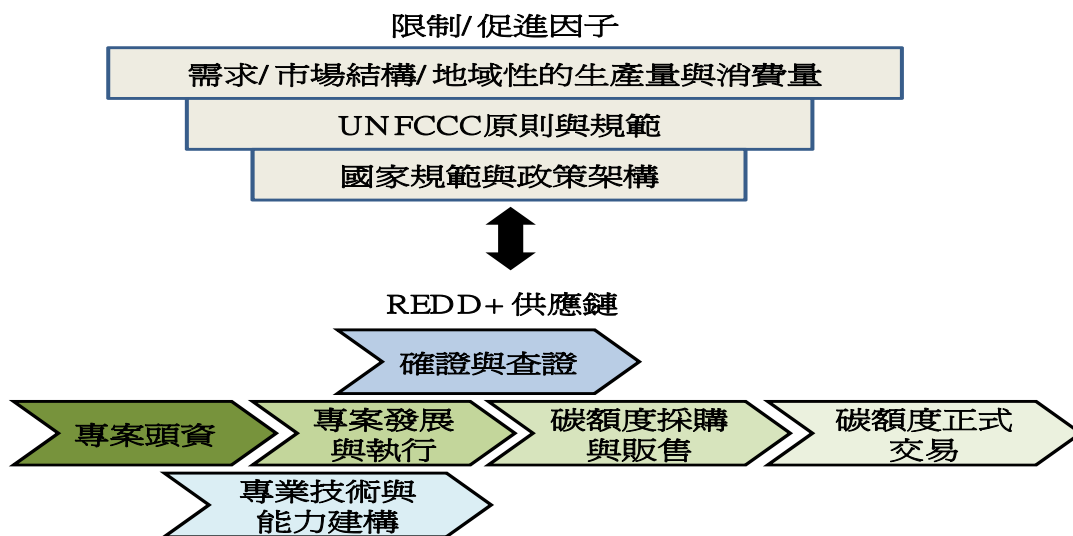 限制/促進因子
需求/市場結構/地域性的生產量與消費量
UNFCCC原則與規範
國家規範與政策架構
REDD+供應鏈
確證與查證
專案頭資
專案發展
與執行
碳額度採購
與販售
碳額度正式
交易
專業技術與
能力建構